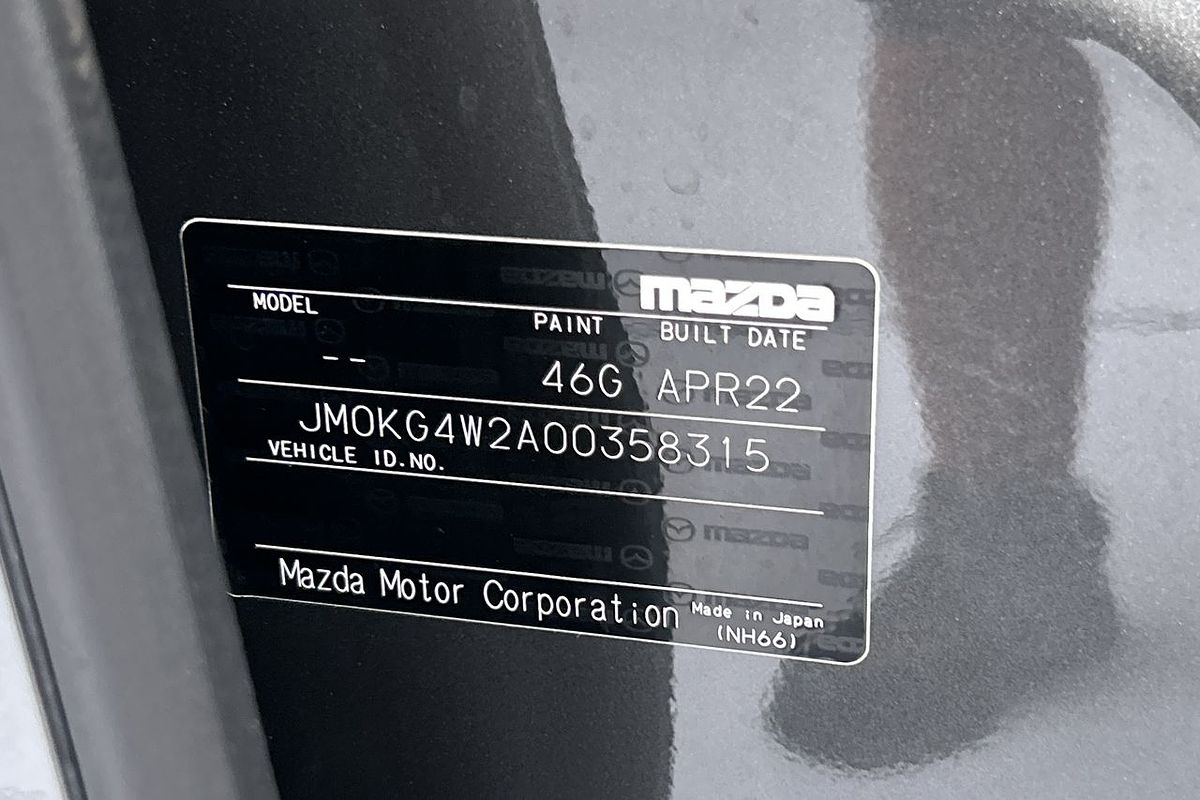 mazda
MODEL PAINT BUILT DATE
-- 46G APR22
JM0KG4W2A00358315
VEHICLE ID.NO.
Mazda Motor Corporation Made in Japan
(NH66)